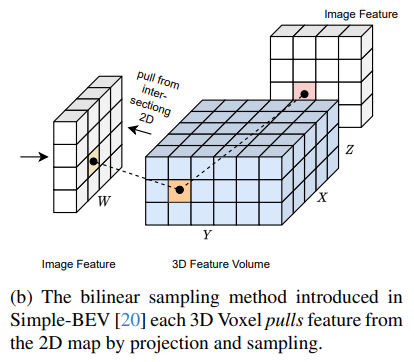 Image Feature
pull from
inter-
sectiong
2D
Z
X
W
Y
Image Feature
3D Feature Volume
(b) The bilinear sampling method introduced in
Simple-BEV [20] each 3D Voxel pulls feature from
the 2D map by projection and sampling.